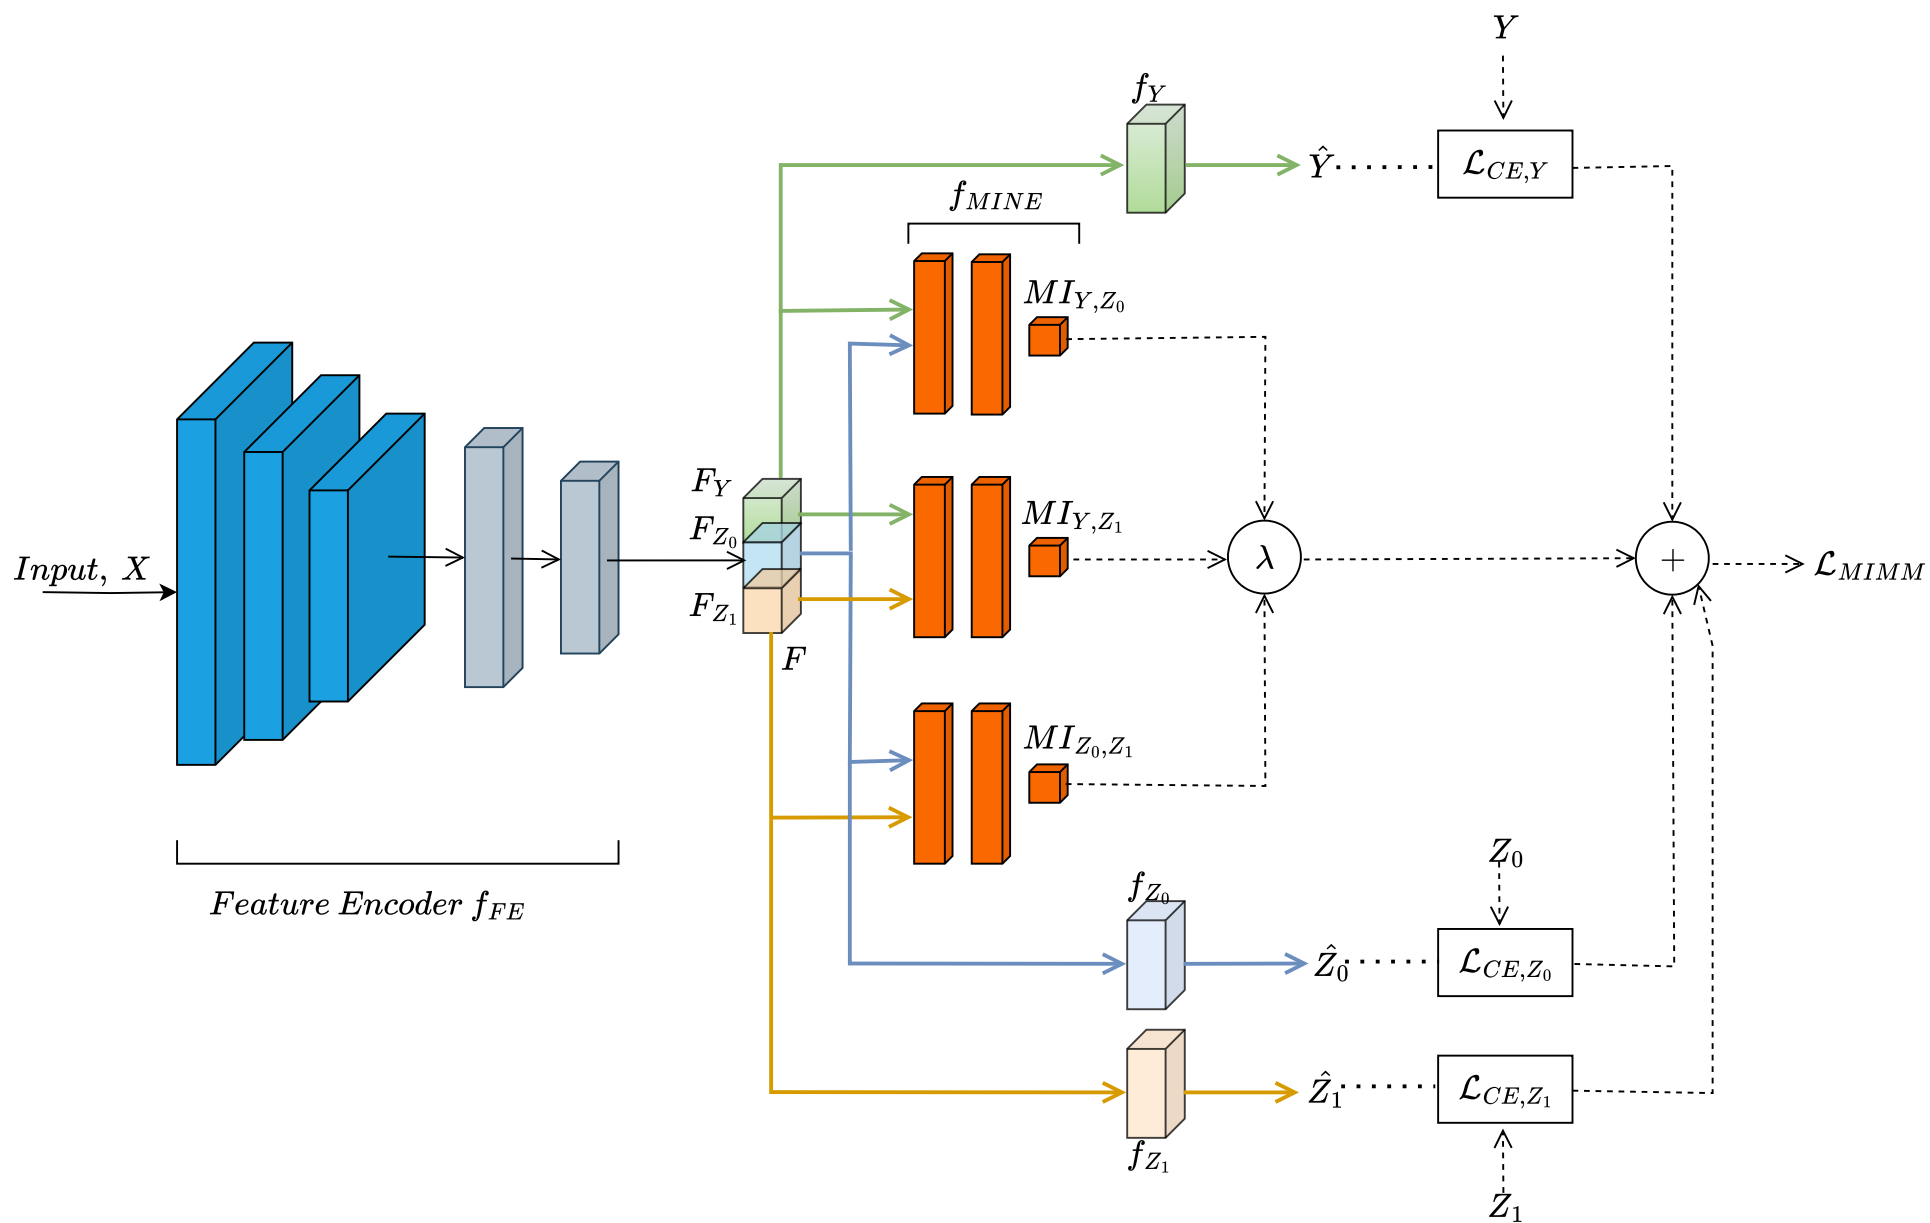 Y
f_Y
Ŷ
ℒ_{CE,Y}
f_{MINE}
MI_{Y,Z_0}
F_Y
F_{Z_0}
MI_{Y,Z_1}
Input, X
λ
+
ℒ_{MIMM}
F_{Z_1}
F
MI_{Z_0,Z_1}
Z_0
Feature Encoder f_{FE}
f_{Z_0}
Ẑ_0
ℒ_{CE,Z_0}
Ẑ_1
ℒ_{CE,Z_1}
f_{Z_1}
Z_1